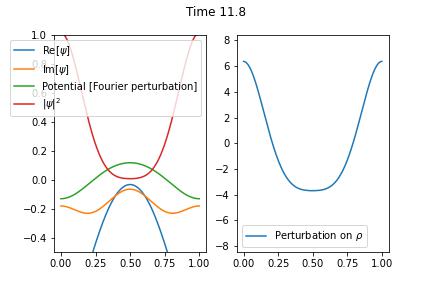 Time 11.8
1.0
0.8
0.6
0.4
0.2
0.0
−0.2
−0.4
Re[ψ]
Im[ψ]
Potential [Fourier perturbation]
|ψ|²
0.00 0.25 0.50 0.75 1.00
8
6
4
2
0
−2
−4
−6
−8
Perturbation on ρ
0.00 0.25 0.50 0.75 1.00